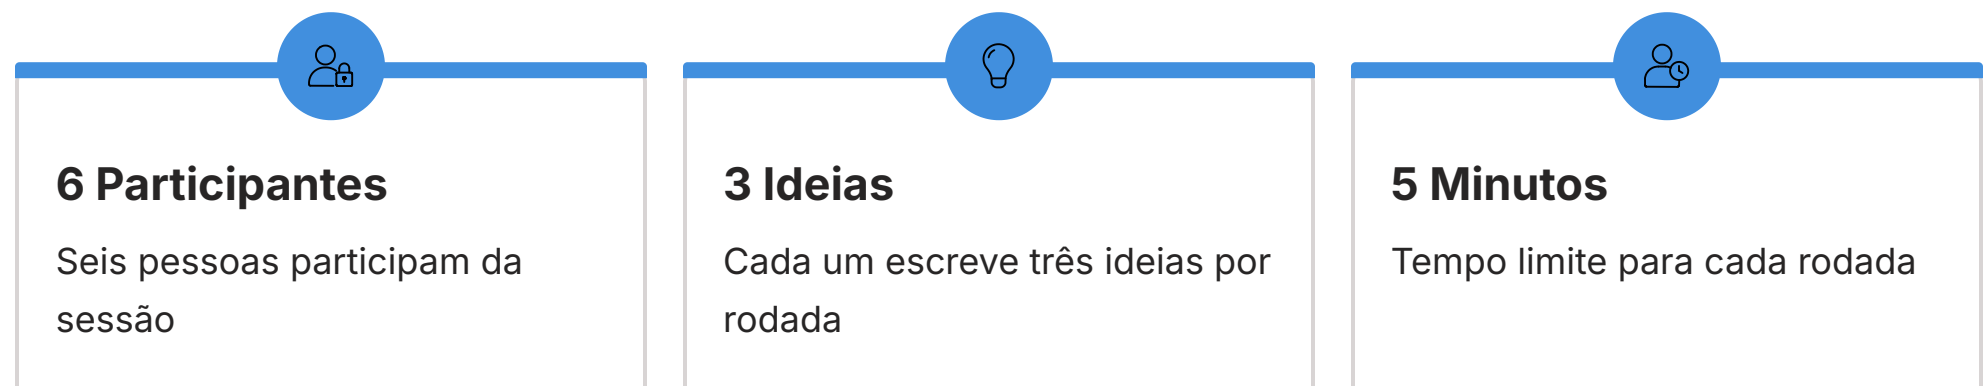 6 Participantes
Seis pessoas participam da
sessão
3 Ideias
Cada um escreve três ideias por
rodada
5 Minutos
Tempo limite para cada rodada